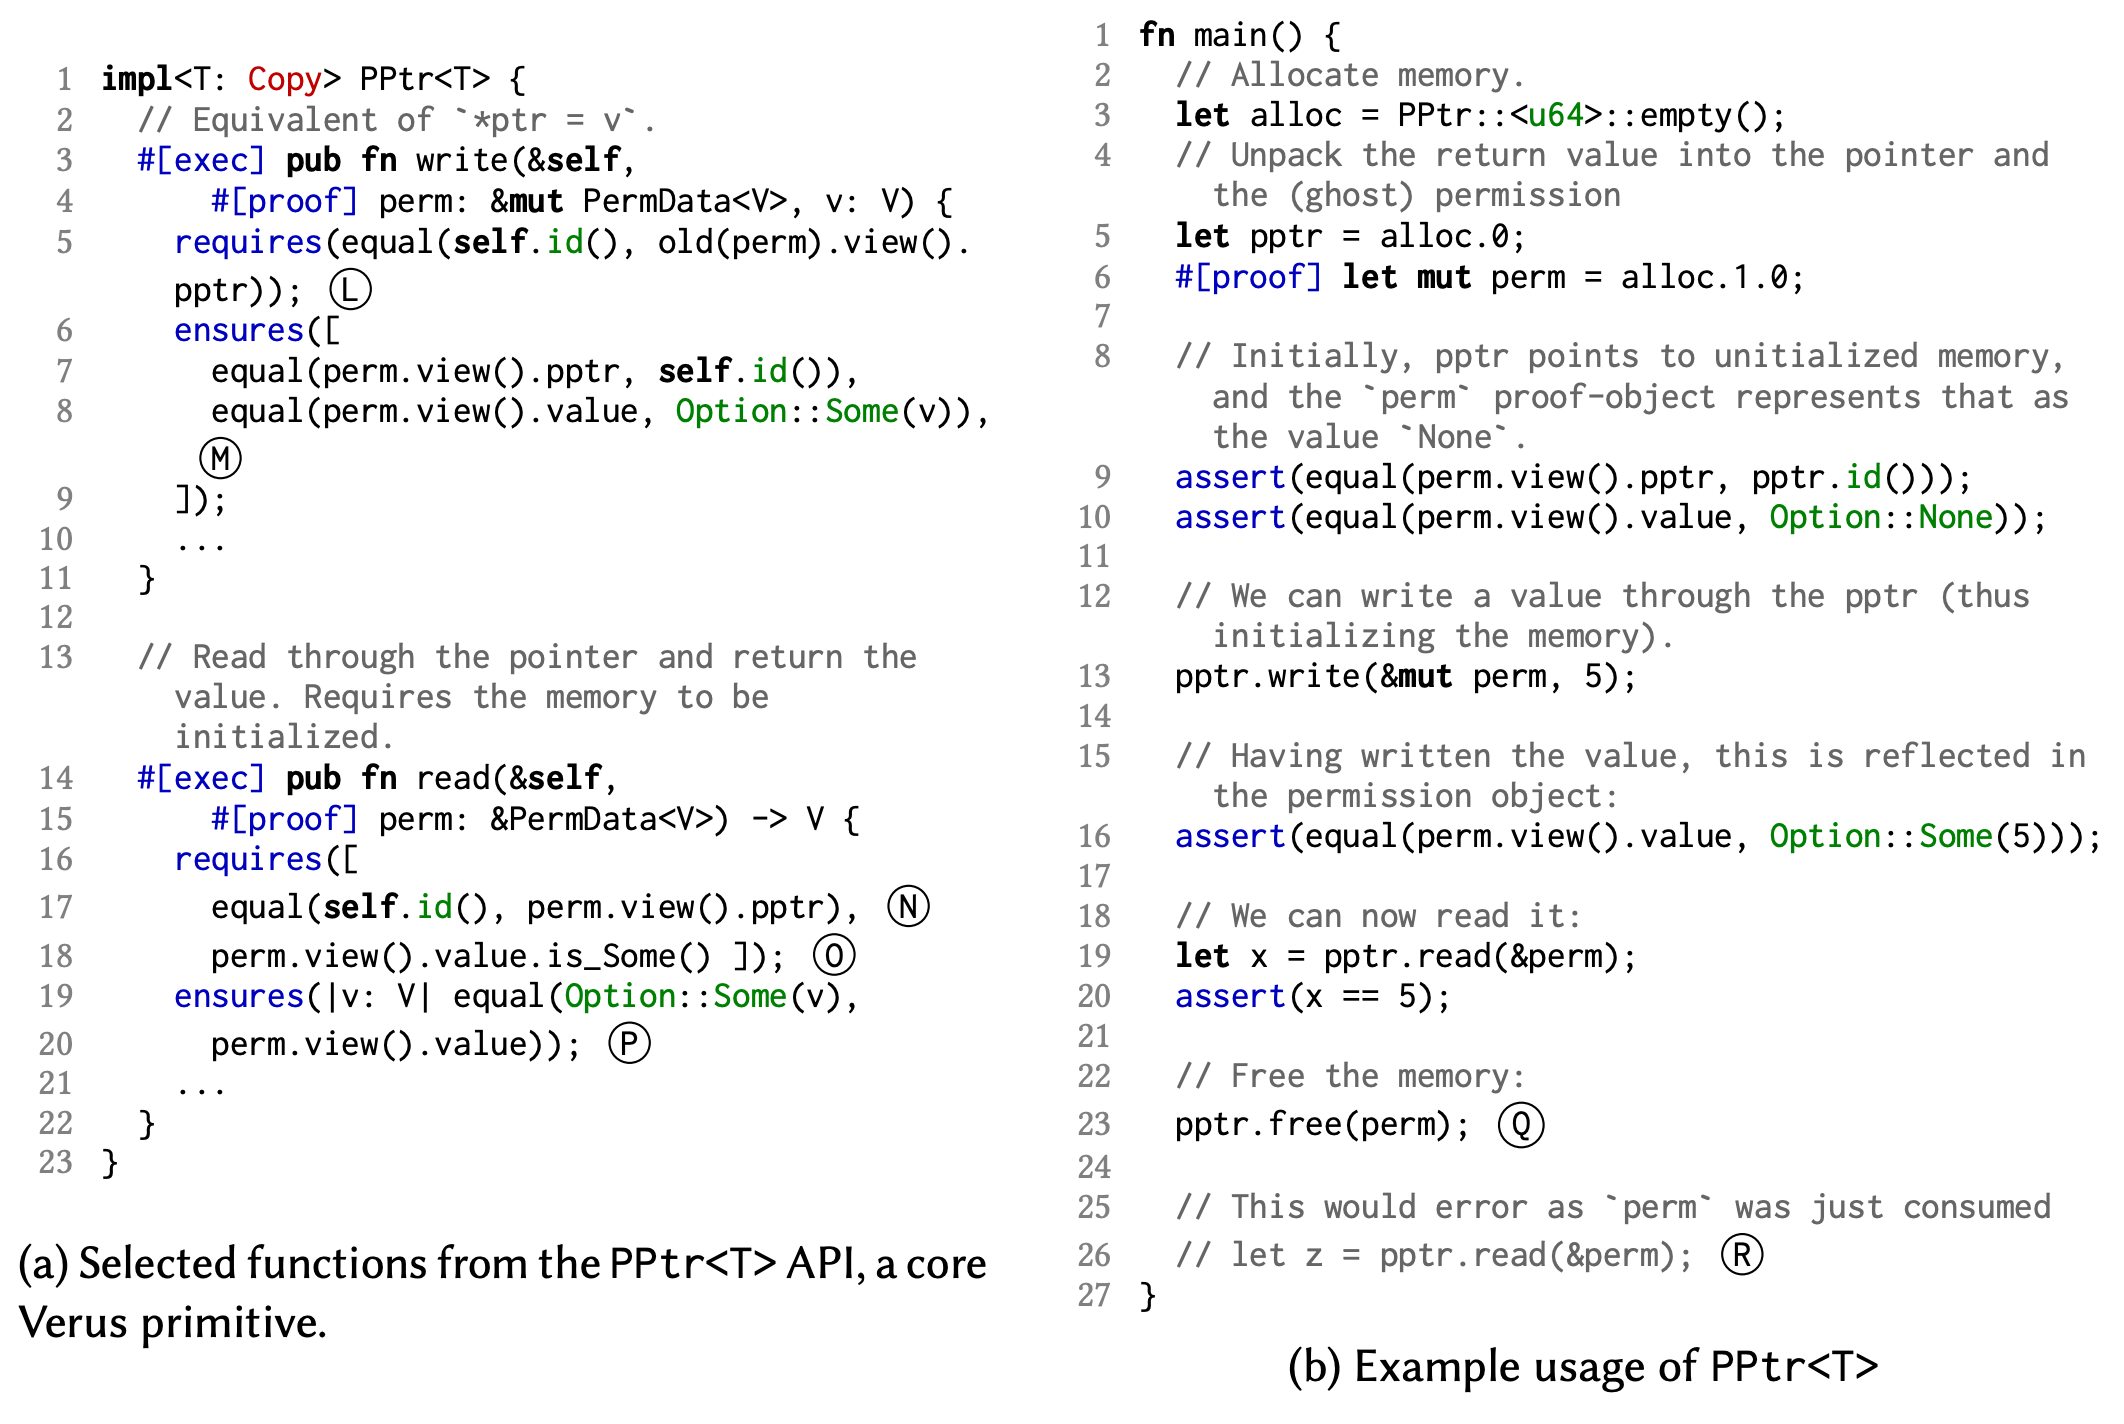 1 impl<T: Copy> PPtr<T> {
2 // Equivalent of `*ptr = v`.
3 #[exec] pub fn write(&self,
4 #[proof] perm: &mut PermData<V>, v: V) {
5 requires(equal(self.id(), old(perm).view().
pptr)); Ⓛ
6 ensures([
7 equal(perm.view().pptr, self.id()),
8 equal(perm.view().value, Option::Some(v)),
Ⓜ
9 ]);
10 ...
11 }
12
13 // Read through the pointer and return the
value. Requires the memory to be
initialized.
14 #[exec] pub fn read(&self,
15 #[proof] perm: &PermData<V>) -> V {
16 requires([
17 equal(self.id(), perm.view().pptr), Ⓝ
18 perm.view().value.is_Some() ]); Ⓞ
19 ensures(|v: V| equal(Option::Some(v),
20 perm.view().value)); Ⓟ
21 ...
22 }
23 }
(a) Selected functions from the PPtr<T> API, a core
Verus primitive.
1 fn main() {
2 // Allocate memory.
3 let alloc = PPtr::<u64>::empty();
4 // Unpack the return value into the pointer and
the (ghost) permission
5 let pptr = alloc.0;
6 #[proof] let mut perm = alloc.1.0;
7
8 // Initially, pptr points to unitialized memory,
and the `perm` proof-object represents that as
the value `None`.
9 assert(equal(perm.view().pptr, pptr.id()));
10 assert(equal(perm.view().value, Option::None));
11
12 // We can write a value through the pptr (thus
initializing the memory).
13 pptr.write(&mut perm, 5);
14
15 // Having written the value, this is reflected in
the permission object:
16 assert(equal(perm.view().value, Option::Some(5)));
17
18 // We can now read it:
19 let x = pptr.read(&perm);
20 assert(x == 5);
21
22 // Free the memory:
23 pptr.free(perm); Ⓠ
24
25 // This would error as `perm` was just consumed
26 // let z = pptr.read(&perm); Ⓡ
27 }
(b) Example usage of PPtr<T>